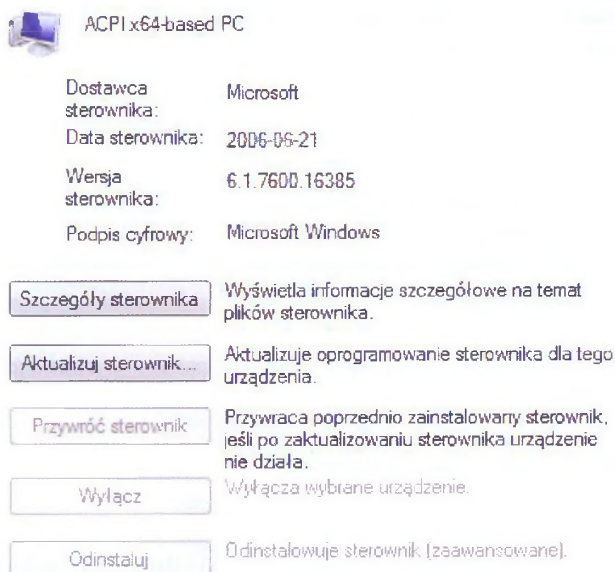 ACPI x64-based PC
Dostawca
sterownika:
Microsoft
Data sterownika:
2006-06-21
Wersja
sterownika:
6.1.7600.16385
Podpis cyfrowy:
Microsoft Windows
Szczegóły sterownika
Wyświetla informacje szczegółowe na temat
plików sterownika.
Aktualizuj sterownik...
Aktualizuje oprogramowanie sterownika dla tego
urządzenia.
Przywróć sterownik
Przywraca poprzednio zainstalowany sterownik,
jeśli po zaktualizowaniu sterownika urządzenie
nie działa.
Wyłącz
Wyłącza wybrane urządzenie.
Odinstaluj
Odinstalowuje sterownik (zaawansowane).